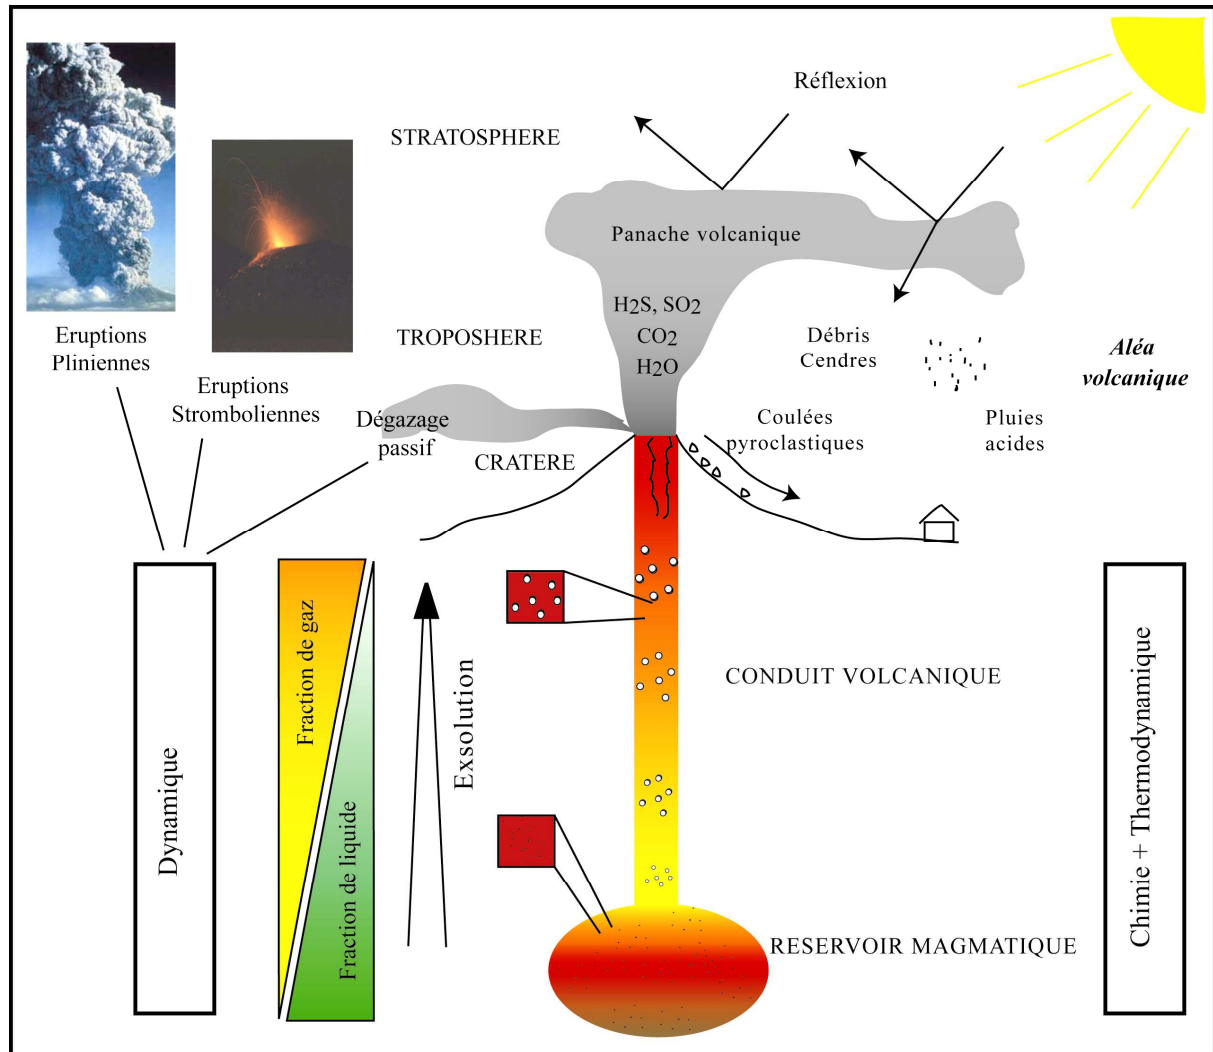 Réflexion
STRATOSPHERE
Panache volcanique
H2S, SO2
CO2
H2O
TROPOSHERE
Débris
Cendres
Aléa
volcanique
Eruptions
Pliniennes
Eruptions
Stromboliennes
Dégazage
passif
CRATERE
Coulées
pyroclastiques
Pluies
acides
Dynamique
Fraction de gaz
Fraction de liquide
Exsolution
CONDUIT VOLCANIQUE
RESERVOIR MAGMATIQUE
Chimie + Thermodynamique